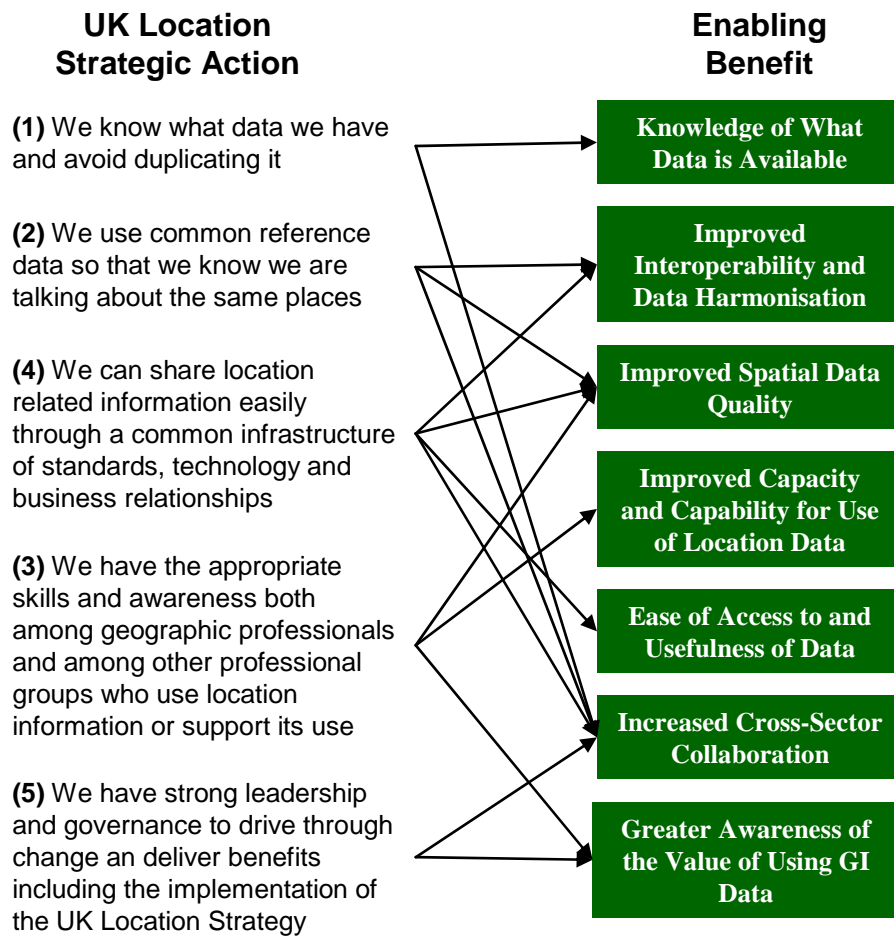 UK Location
Strategic Action
(1) We know what data we have
and avoid duplicating it
(2) We use common reference
data so that we know we are
talking about the same places
(4) We can share location
related information easily
through a common infrastructure
of standards, technology and
business relationships
(3) We have the appropriate
skills and awareness both
among geographic professionals
and among other professional
groups who use location
information or support its use
(5) We have strong leadership
and governance to drive through
change an deliver benefits
including the implementation of
the UK Location Strategy
Enabling
Benefit
Knowledge of What
Data is Available
Improved
Interoperability and
Data Harmonisation
Improved Spatial Data
Quality
Improved Capacity
and Capability for Use
of Location Data
Ease of Access to and
Usefulness of Data
Increased Cross-Sector
Collaboration
Greater Awareness of
the Value of Using GI
Data